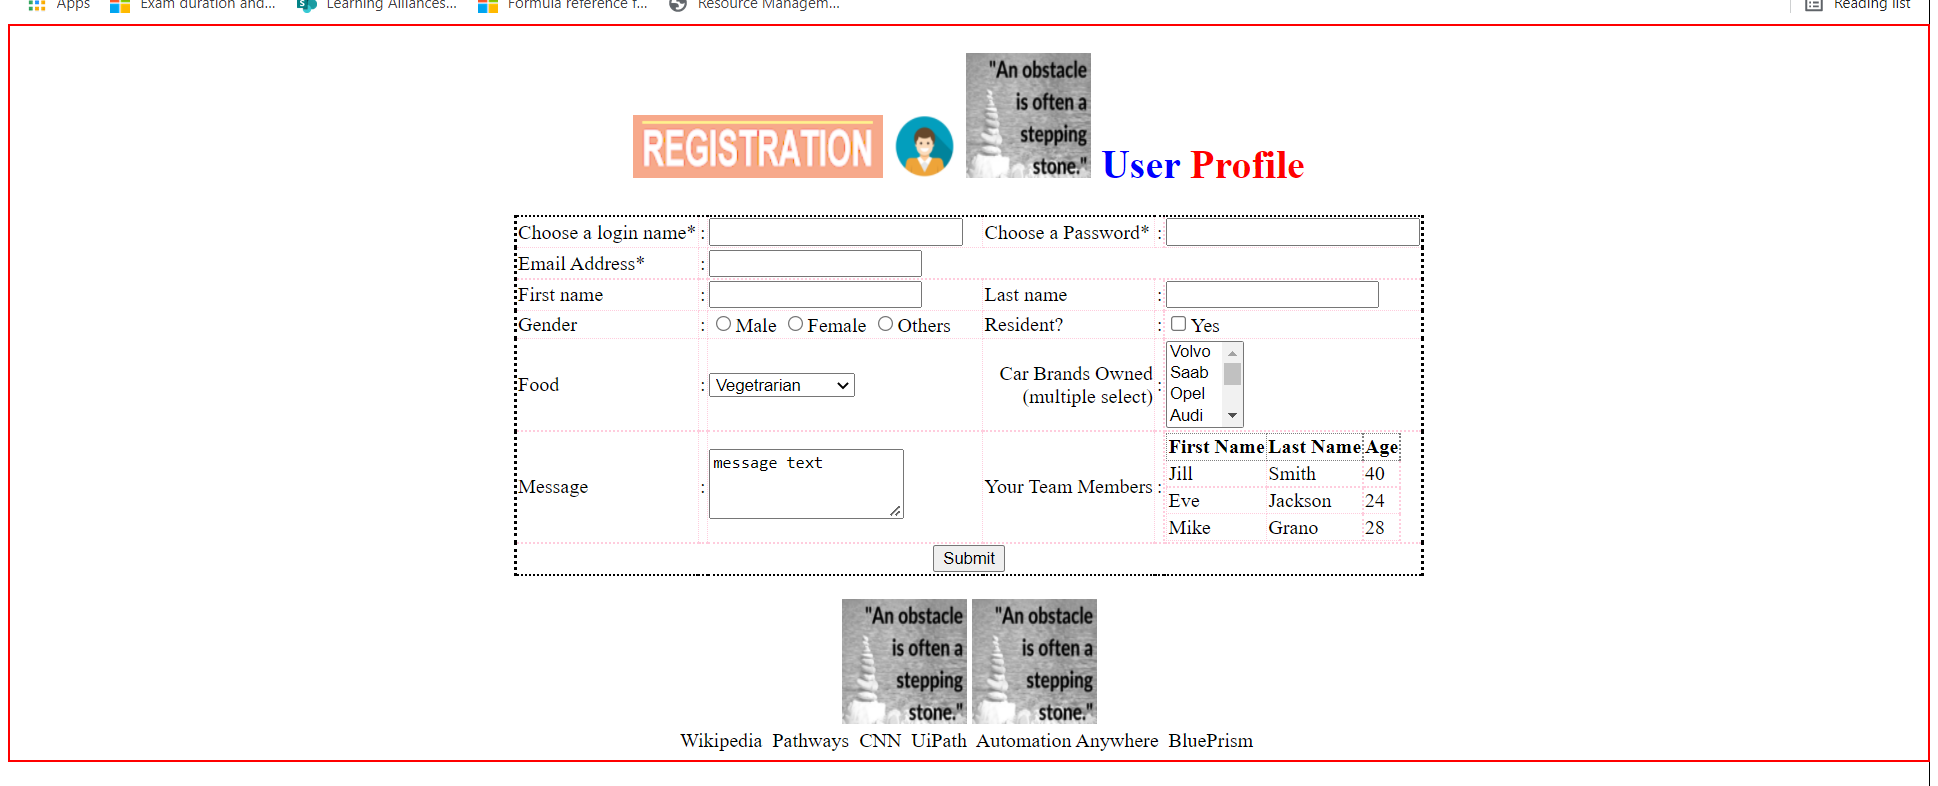 Apps Exam duration and... Learning Alliances... Formula reference f... Resource Managem... Reading list
"An obstacle
is often a
stepping
stone."
REGISTRATION User Profile
Choose a login name* : Choose a Password* :
Email Address* :
First name : Last name :
Gender : Male Female Others Resident? : Yes
Food : Vegetrarian Car Brands Owned
(multiple select) :
Volvo
Saab
Opel
Audi
Message : message text Your Team Members :
First Name Last Name Age
Jill Smith 40
Eve Jackson 24
Mike Grano 28
Submit
"An obstacle
is often a
stepping
stone."
"An obstacle
is often a
stepping
stone."
Wikipedia Pathways CNN UiPath Automation Anywhere BluePrism